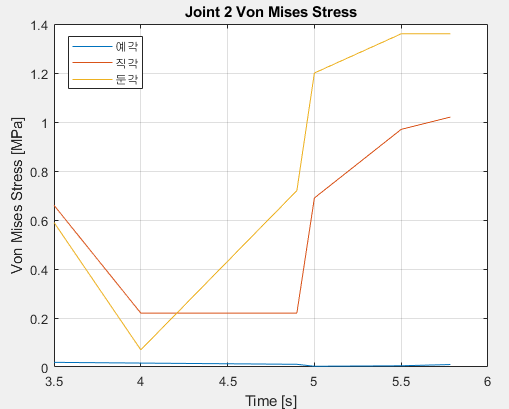 Joint 2 Von Mises Stress
예각
직각
둔각
Von Mises Stress [MPa]
1.4
1.2
1
0.8
0.6
0.4
0.2
0
3.5 4 4.5 5 5.5 6
Time [s]